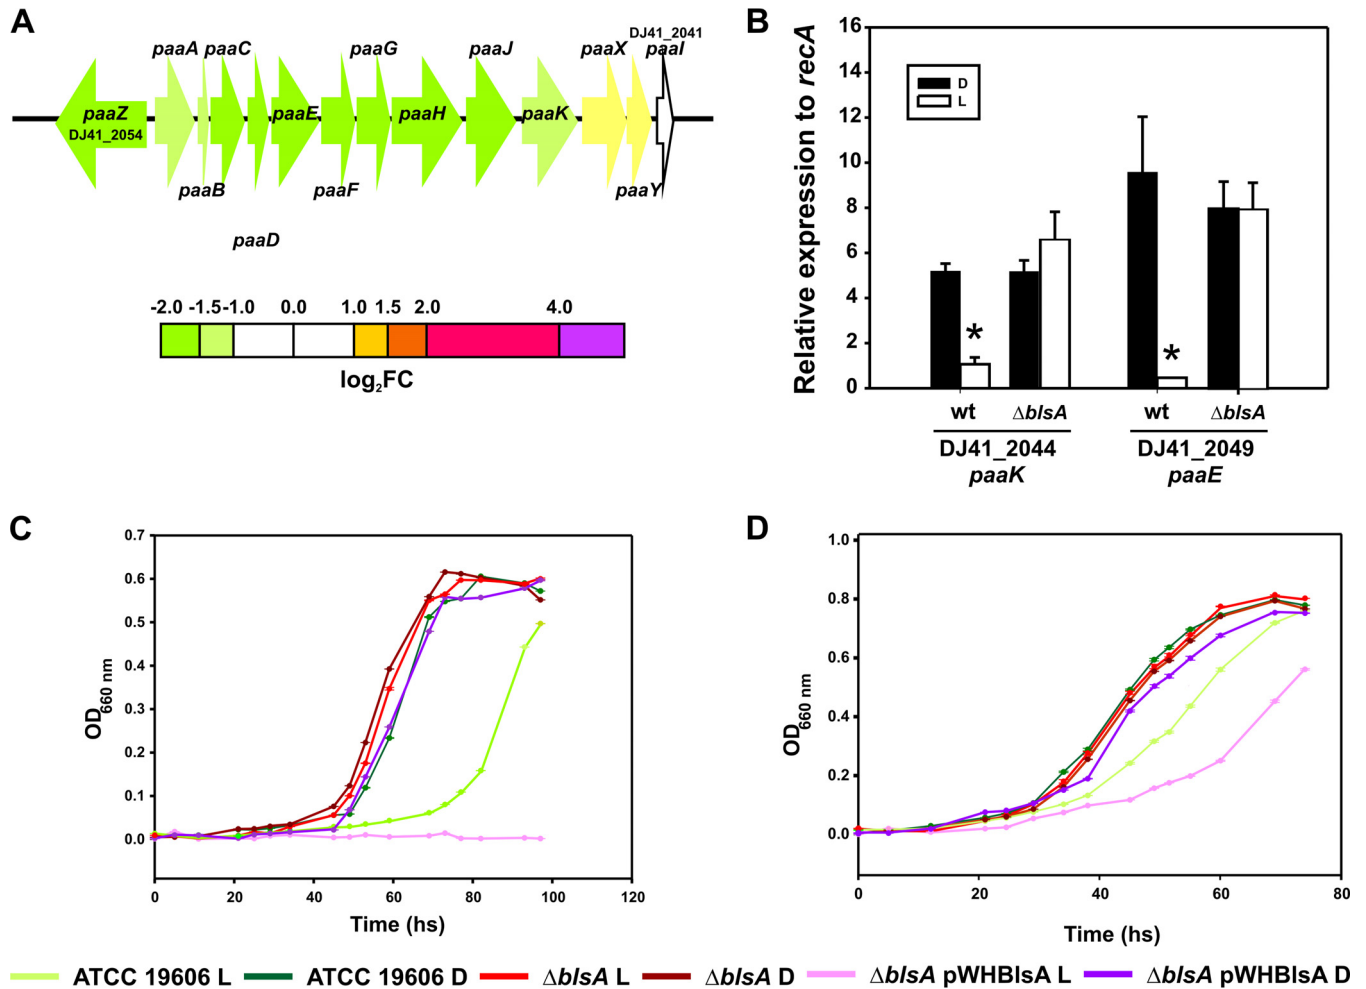 A
paaA paaC paaG paaJ paaX DJ41_2041 paaI
paaZ paaE paaH paaK
DJ41_2054
paaB paaF paaY
paaD
-2.0 -1.5 -1.0 0.0 1.0 1.5 2.0 4.0
log₂FC
B
Relative expression to recA
16
14
12
10
8
6
4
2
0
D
L
*
*
wt ΔblsA wt ΔblsA
DJ41_2044 DJ41_2049
paaK paaE
C
OD660 nm
0.7
0.6
0.5
0.4
0.3
0.2
0.1
0.0
0 20 40 60 80 100 120
Time (hs)
D
OD660 nm
1.0
0.8
0.6
0.4
0.2
0.0
0 20 40 60 80
Time (hs)
ATCC 19606 L ATCC 19606 D ΔblsA L ΔblsA D ΔblsA pWHBlsA L ΔblsA pWHBlsA D